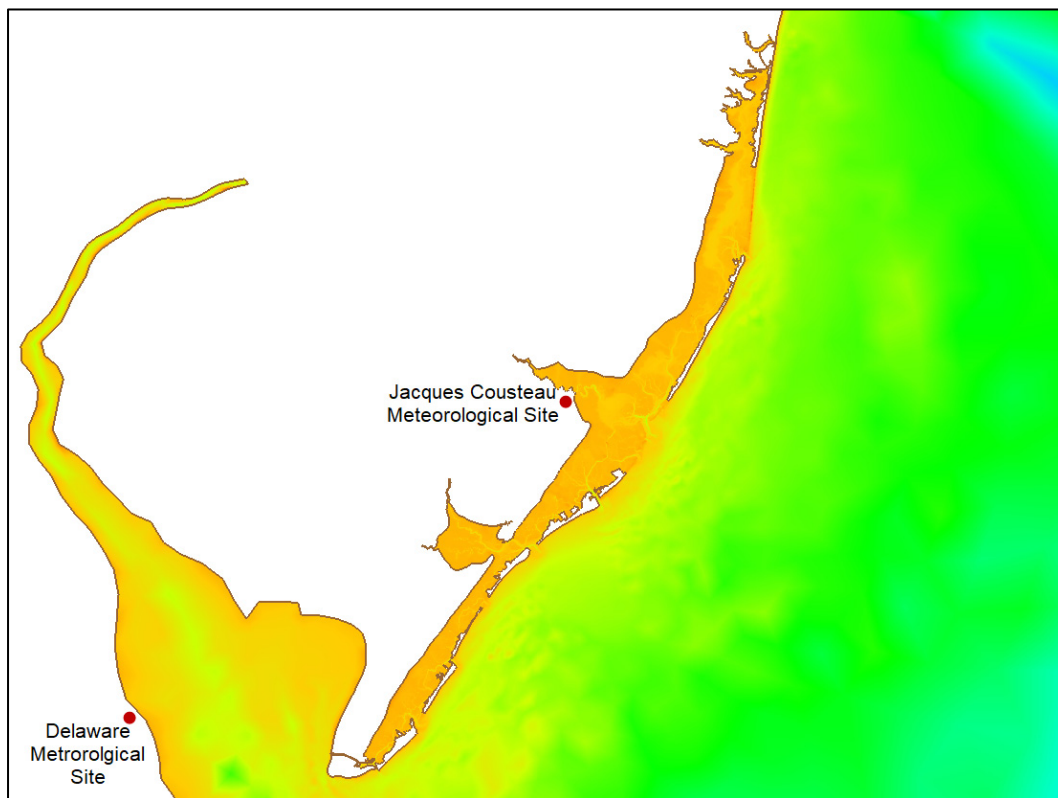 Jacques Cousteau
Meteorological Site
Delaware
Metrorolgical
Site